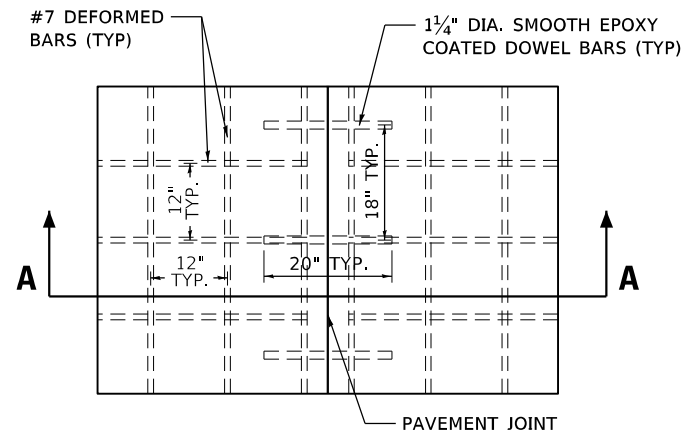 #7 DEFORMED
BARS (TYP)
1¼" DIA. SMOOTH EPOXY
COATED DOWEL BARS (TYP)
12"
TYP.
18" TYP.
12"
TYP.
20" TYP.
A
A
PAVEMENT JOINT